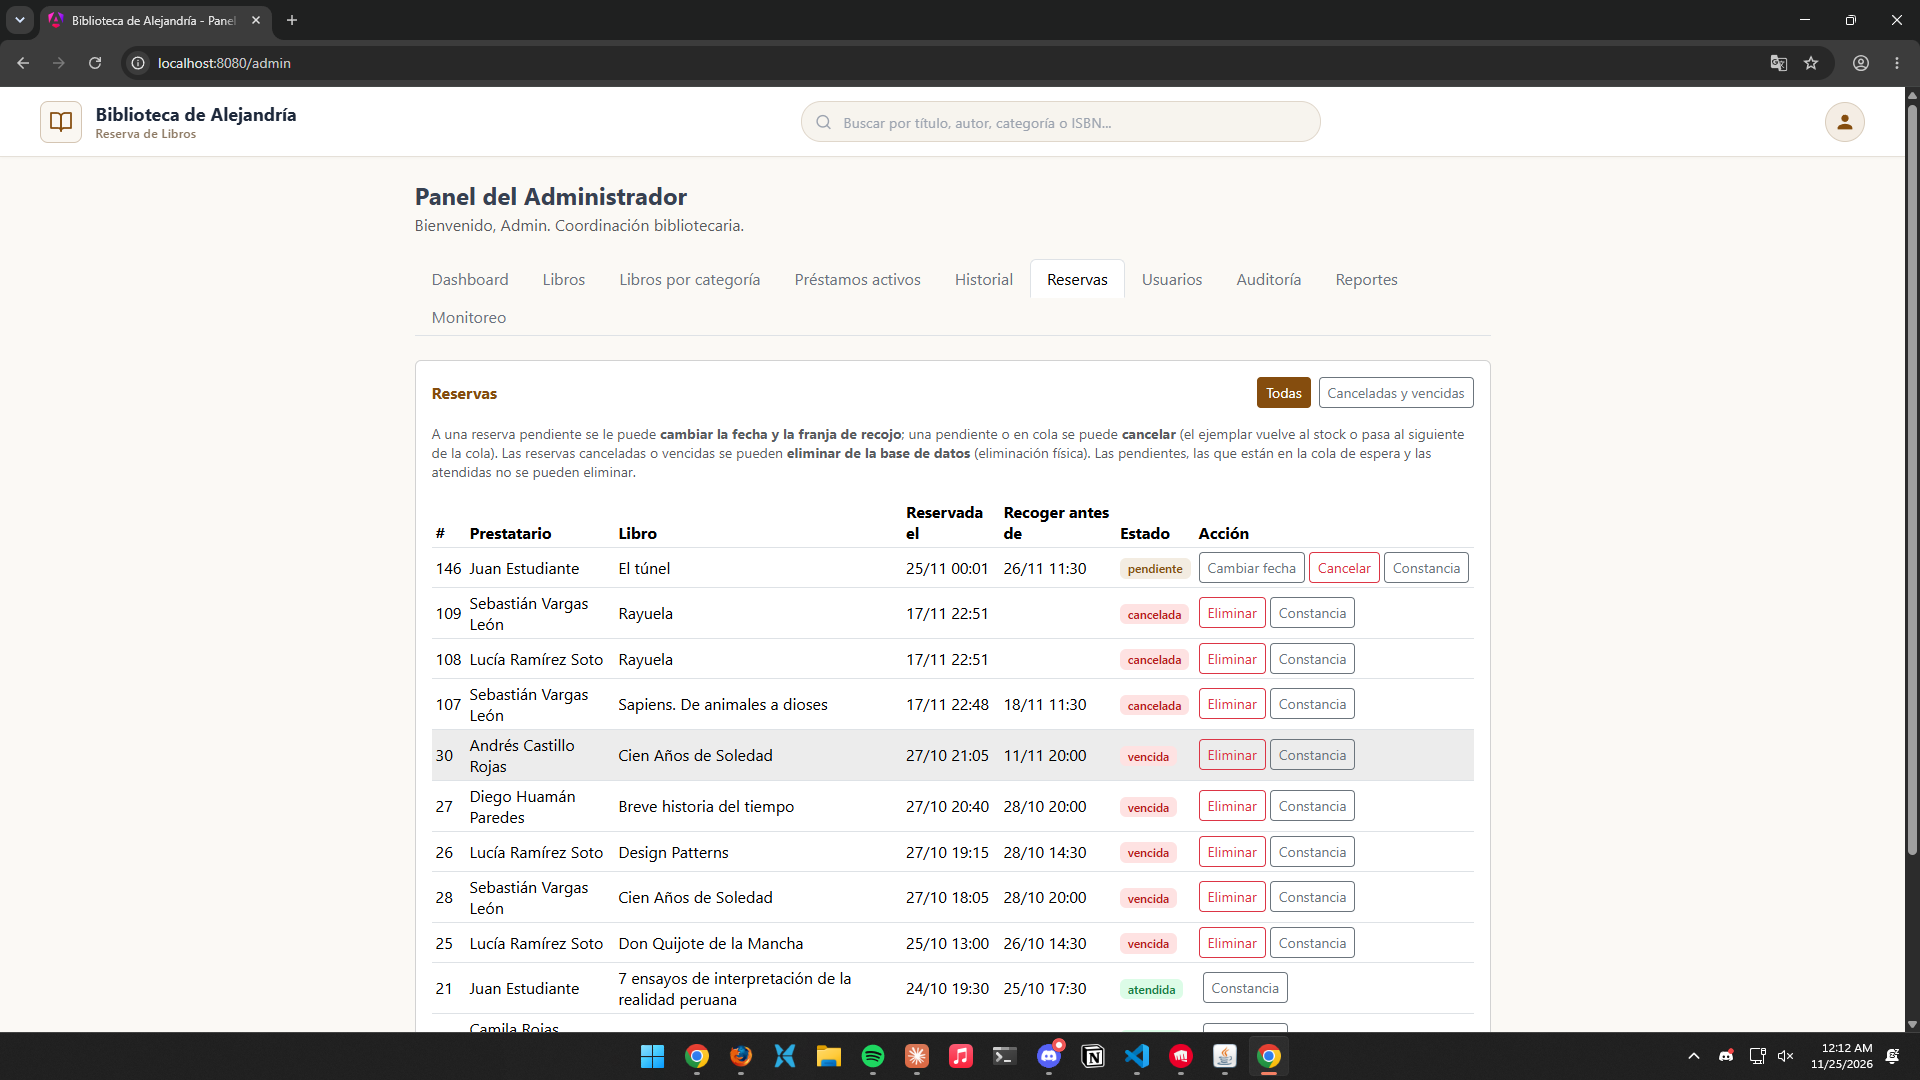 Biblioteca de Alejandría - Panel
localhost:8080/admin
Biblioteca de Alejandría
Reserva de Libros
Buscar por título, autor, categoría o ISBN...
Panel del Administrador
Bienvenido, Admin. Coordinación bibliotecaria.
Dashboard Libros Libros por categoría Préstamos activos Historial Reservas Usuarios Auditoría Reportes
Monitoreo
Reservas Todas Canceladas y vencidas
A una reserva pendiente se le puede cambiar la fecha y la franja de recojo; una pendiente o en cola se puede cancelar (el ejemplar vuelve al stock o pasa al siguiente
de la cola). Las reservas canceladas o vencidas se pueden eliminar de la base de datos (eliminación física). Las pendientes, las que están en la cola de espera y las
atendidas no se pueden eliminar.
# Prestatario Libro Reservada el Recoger antes de Estado Acción
146 Juan Estudiante El túnel 25/11 00:01 26/11 11:30 pendiente Cambiar fecha Cancelar Constancia
109 Sebastián Vargas León Rayuela 17/11 22:51 cancelada Eliminar Constancia
108 Lucía Ramírez Soto Rayuela 17/11 22:51 cancelada Eliminar Constancia
107 Sebastián Vargas León Sapiens. De animales a dioses 17/11 22:48 18/11 11:30 cancelada Eliminar Constancia
30 Andrés Castillo Rojas Cien Años de Soledad 27/10 21:05 11/11 20:00 vencida Eliminar Constancia
27 Diego Huamán Paredes Breve historia del tiempo 27/10 20:40 28/10 20:00 vencida Eliminar Constancia
26 Lucía Ramírez Soto Design Patterns 27/10 19:15 28/10 14:30 vencida Eliminar Constancia
28 Sebastián Vargas León Cien Años de Soledad 27/10 18:05 28/10 20:00 vencida Eliminar Constancia
25 Lucía Ramírez Soto Don Quijote de la Mancha 25/10 13:00 26/10 14:30 vencida Eliminar Constancia
21 Juan Estudiante 7 ensayos de interpretación de la realidad peruana 24/10 19:30 25/10 17:30 atendida Constancia
Camila Rojas
12:12 AM
11/25/2026